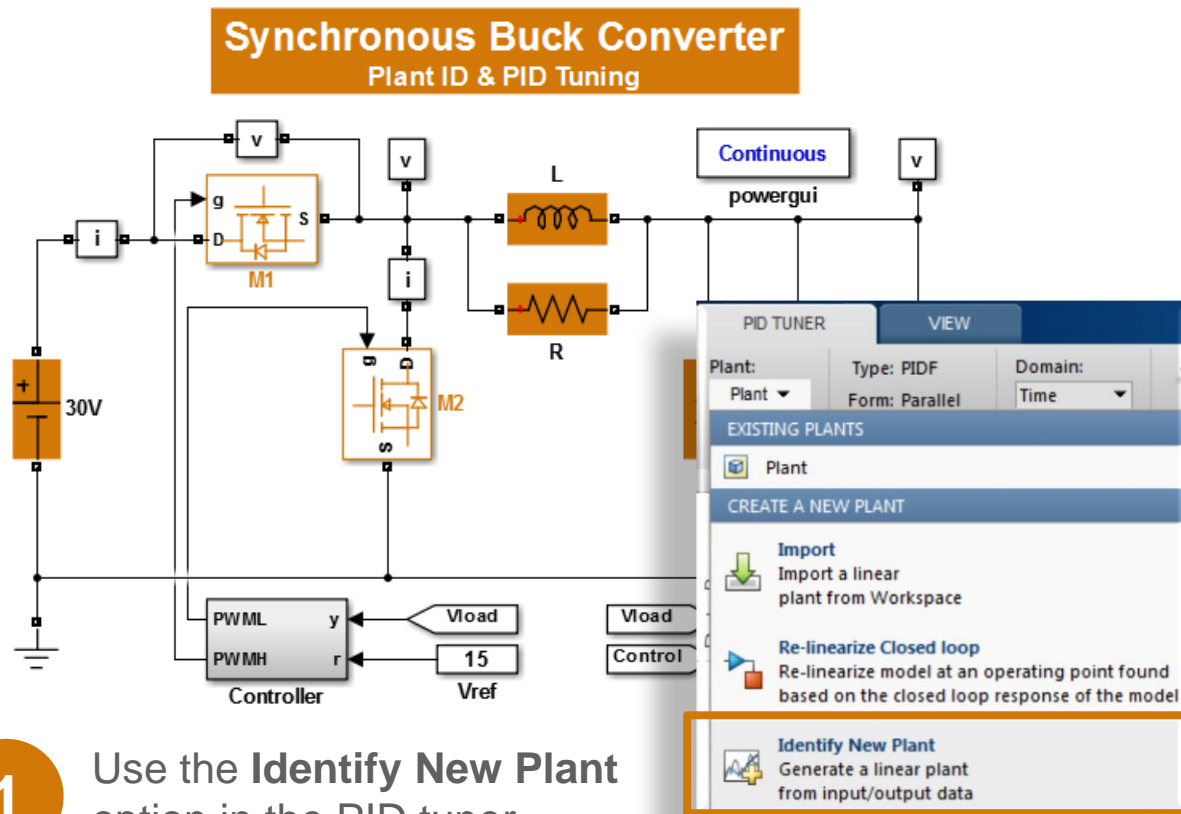 Synchronous Buck Converter
Plant ID & PID Tuning
v
v
L
Continuous
powergui
v
g
S
D
M1
i
i
R
30V
g
D
S
M2
PWML
y
PWMH
r
Controller
Vload
15
Vref
Vload
Control
PID TUNER
VIEW
Plant:
Type: PIDF
Domain:
Plant
Form: Parallel
Time
EXISTING PLANTS
Plant
CREATE A NEW PLANT
Import
Import a linear
plant from Workspace
Re-linearize Closed loop
Re-linearize model at an operating point found
based on the closed loop response of the model
Identify New Plant
Generate a linear plant
from input/output data
1
Use the Identify New Plant
option in the PID tuner